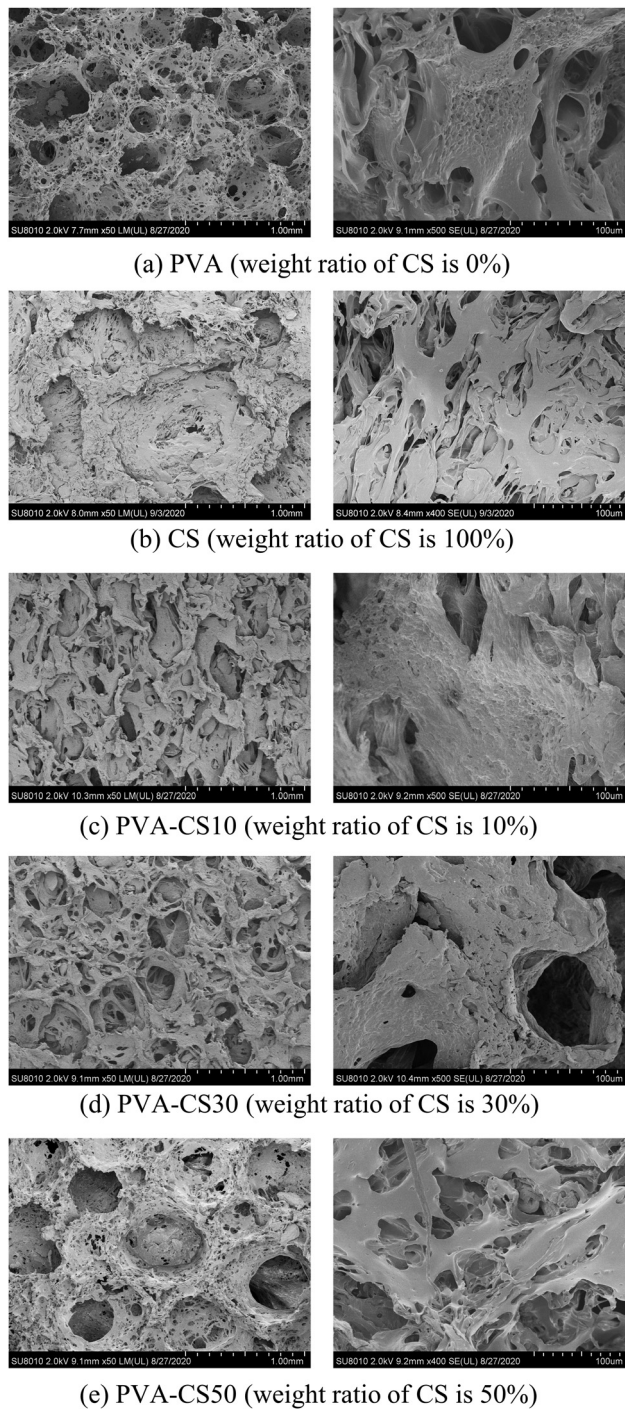 SU8010 2.0kV 7.7mm x50 LM(UL) 8/27/2020 1.00mm
SU8010 2.0kV 9.1mm x500 SE(UL) 8/27/2020 100um
(a) PVA (weight ratio of CS is 0%)
SU8010 2.0kV 8.0mm x50 LM(UL) 9/3/2020 1.00mm
SU8010 2.0kV 8.4mm x400 SE(UL) 9/3/2020 100um
(b) CS (weight ratio of CS is 100%)
SU8010 2.0kV 10.3mm x50 LM(UL) 8/27/2020 1.00mm
SU8010 2.0kV 9.2mm x500 SE(UL) 8/27/2020 100um
(c) PVA-CS10 (weight ratio of CS is 10%)
SU8010 2.0kV 9.1mm x50 LM(UL) 8/27/2020 1.00mm
SU8010 2.0kV 10.4mm x500 SE(UL) 8/27/2020 100um
(d) PVA-CS30 (weight ratio of CS is 30%)
SU8010 2.0kV 9.1mm x50 LM(UL) 8/27/2020 1.00mm
SU8010 2.0kV 9.2mm x400 SE(UL) 8/27/2020 100um
(e) PVA-CS50 (weight ratio of CS is 50%)